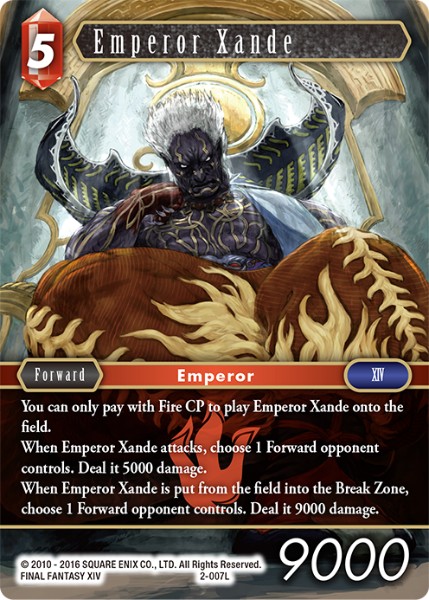 5
Emperor Xande
Forward
Emperor
XIV
You can only pay with Fire CP to play Emperor Xande onto the
field.
When Emperor Xande attacks, choose 1 Forward opponent
controls. Deal it 5000 damage.
When Emperor Xande is put from the field into the Break Zone,
choose 1 Forward opponent controls. Deal it 9000 damage.
© 2010 - 2016 SQUARE ENIX CO., LTD. All Rights Reserved.
FINAL FANTASY XIV
2-007L
9000